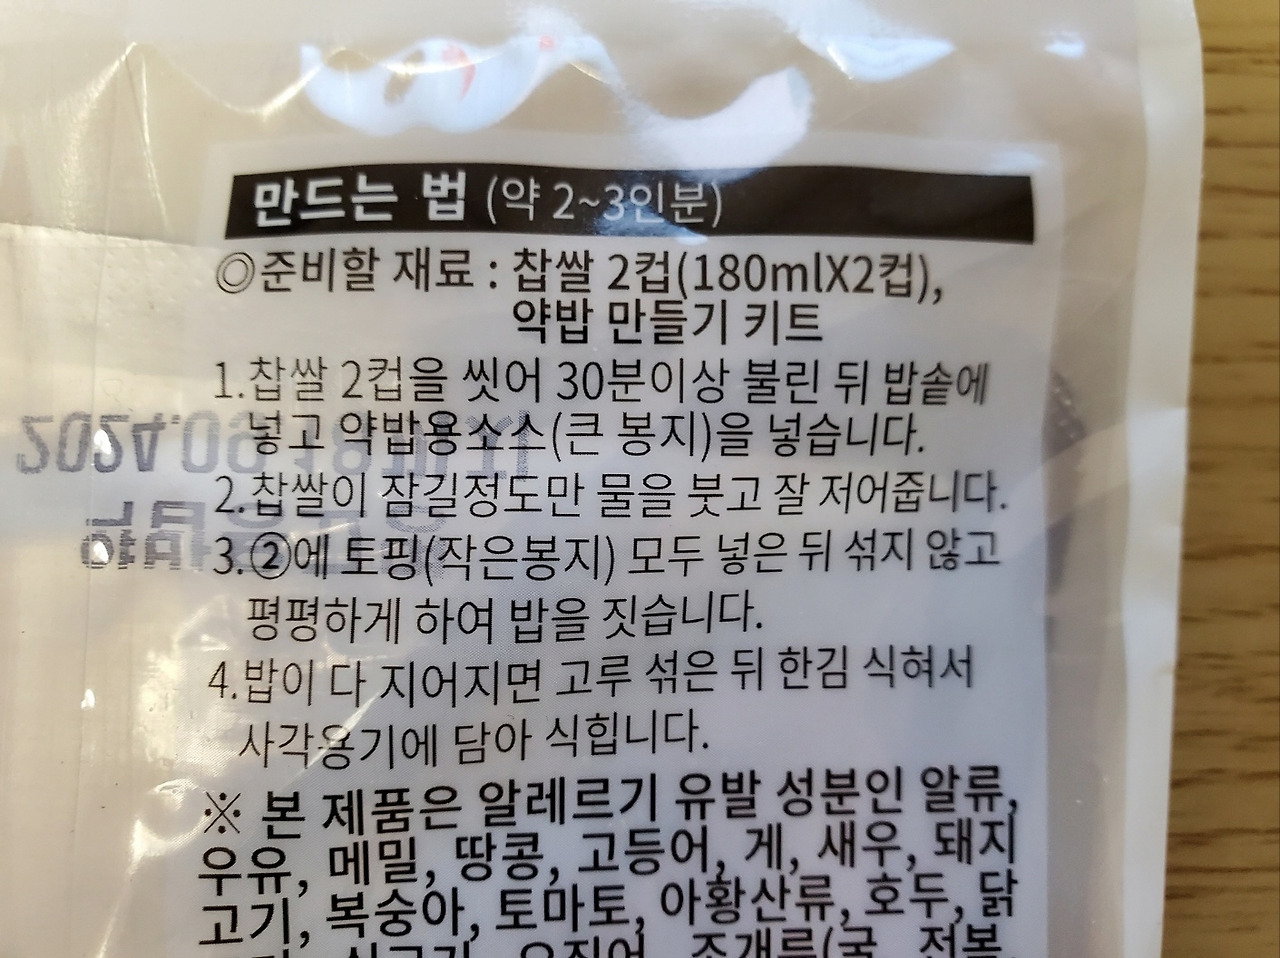 만드는 법 (약 2~3인분)
◎준비할 재료 : 찹쌀 2컵(180mlX2컵),
약밥 만들기 키트
1.찹쌀 2컵을 씻어 30분이상 불린 뒤 밥솥에
넣고 약밥용소스(큰 봉지)을 넣습니다.
2.찹쌀이 잠길정도만 물을 붓고 잘 저어줍니다.
3.②에 토핑(작은봉지) 모두 넣은 뒤 섞지 않고
평평하게 하여 밥을 짓습니다.
4.밥이 다 지어지면 고루 섞은 뒤 한김 식혀서
사각용기에 담아 식힙니다.
※ 본 제품은 알레르기 유발 성분인 알류,
우유, 메밀, 땅콩, 고등어, 게, 새우, 돼지
고기, 복숭아, 토마토, 아황산류, 호두, 닭
오징어, 조개류(굴, 전복,